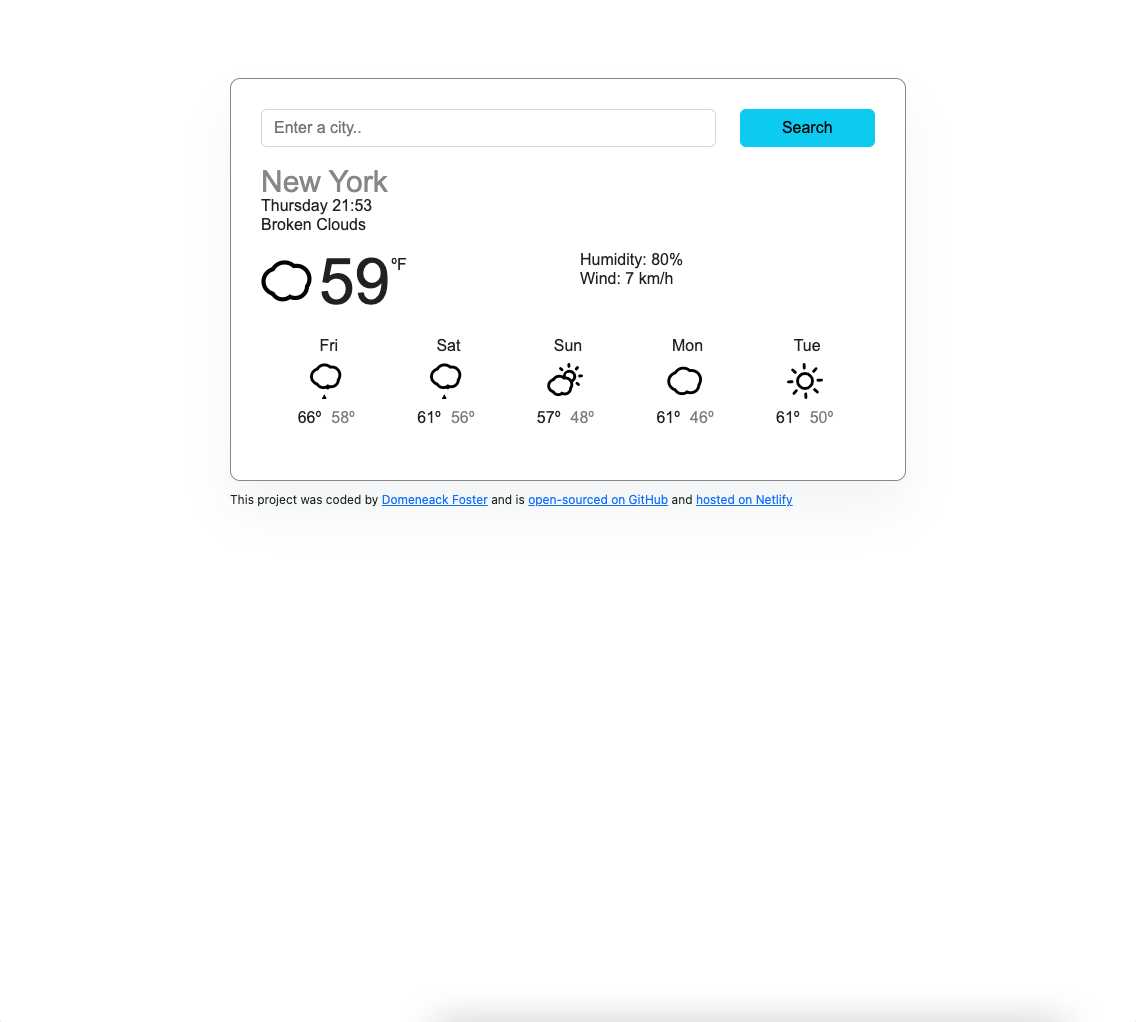 Enter a city..
Search
New York
Thursday 21:53
Broken Clouds
59ºF
Humidity: 80%
Wind: 7 km/h
Fri Sat Sun Mon Tue
66º 58º 61º 56º 57º 48º 61º 46º 61º 50º
This project was coded by Domeneack Foster and is open-sourced on GitHub and hosted on Netlify